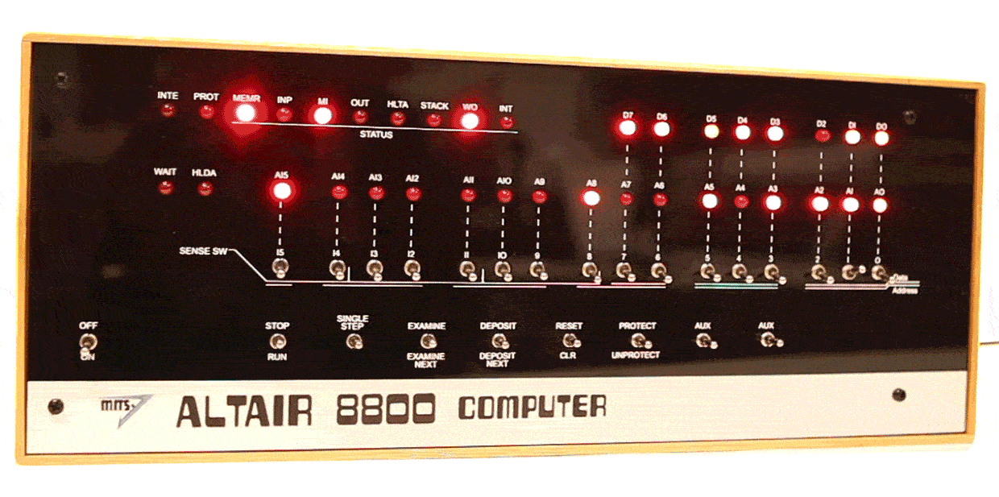 INTE PROT MEMR INP MI OUT HLTA STACK WO INT
STATUS
D7 D6 D5 D4 D3 D2 D1 D0
WAIT HLDA
A15 A14 A13 A12 A11 A10 A9 A8 A7 A6 A5 A4 A3 A2 A1 A0
SENSE SW
15 14 13 12 11 10 9 8 7 6 5 4 3 2 0
Data
Address
OFF
ON
STOP
RUN
SINGLE
STEP
EXAMINE
EXAMINE
NEXT
DEPOSIT
DEPOSIT
NEXT
RESET
CLR
PROTECT
UNPROTECT
AUX
AUX
mits
ALTAIR 8800 COMPUTER